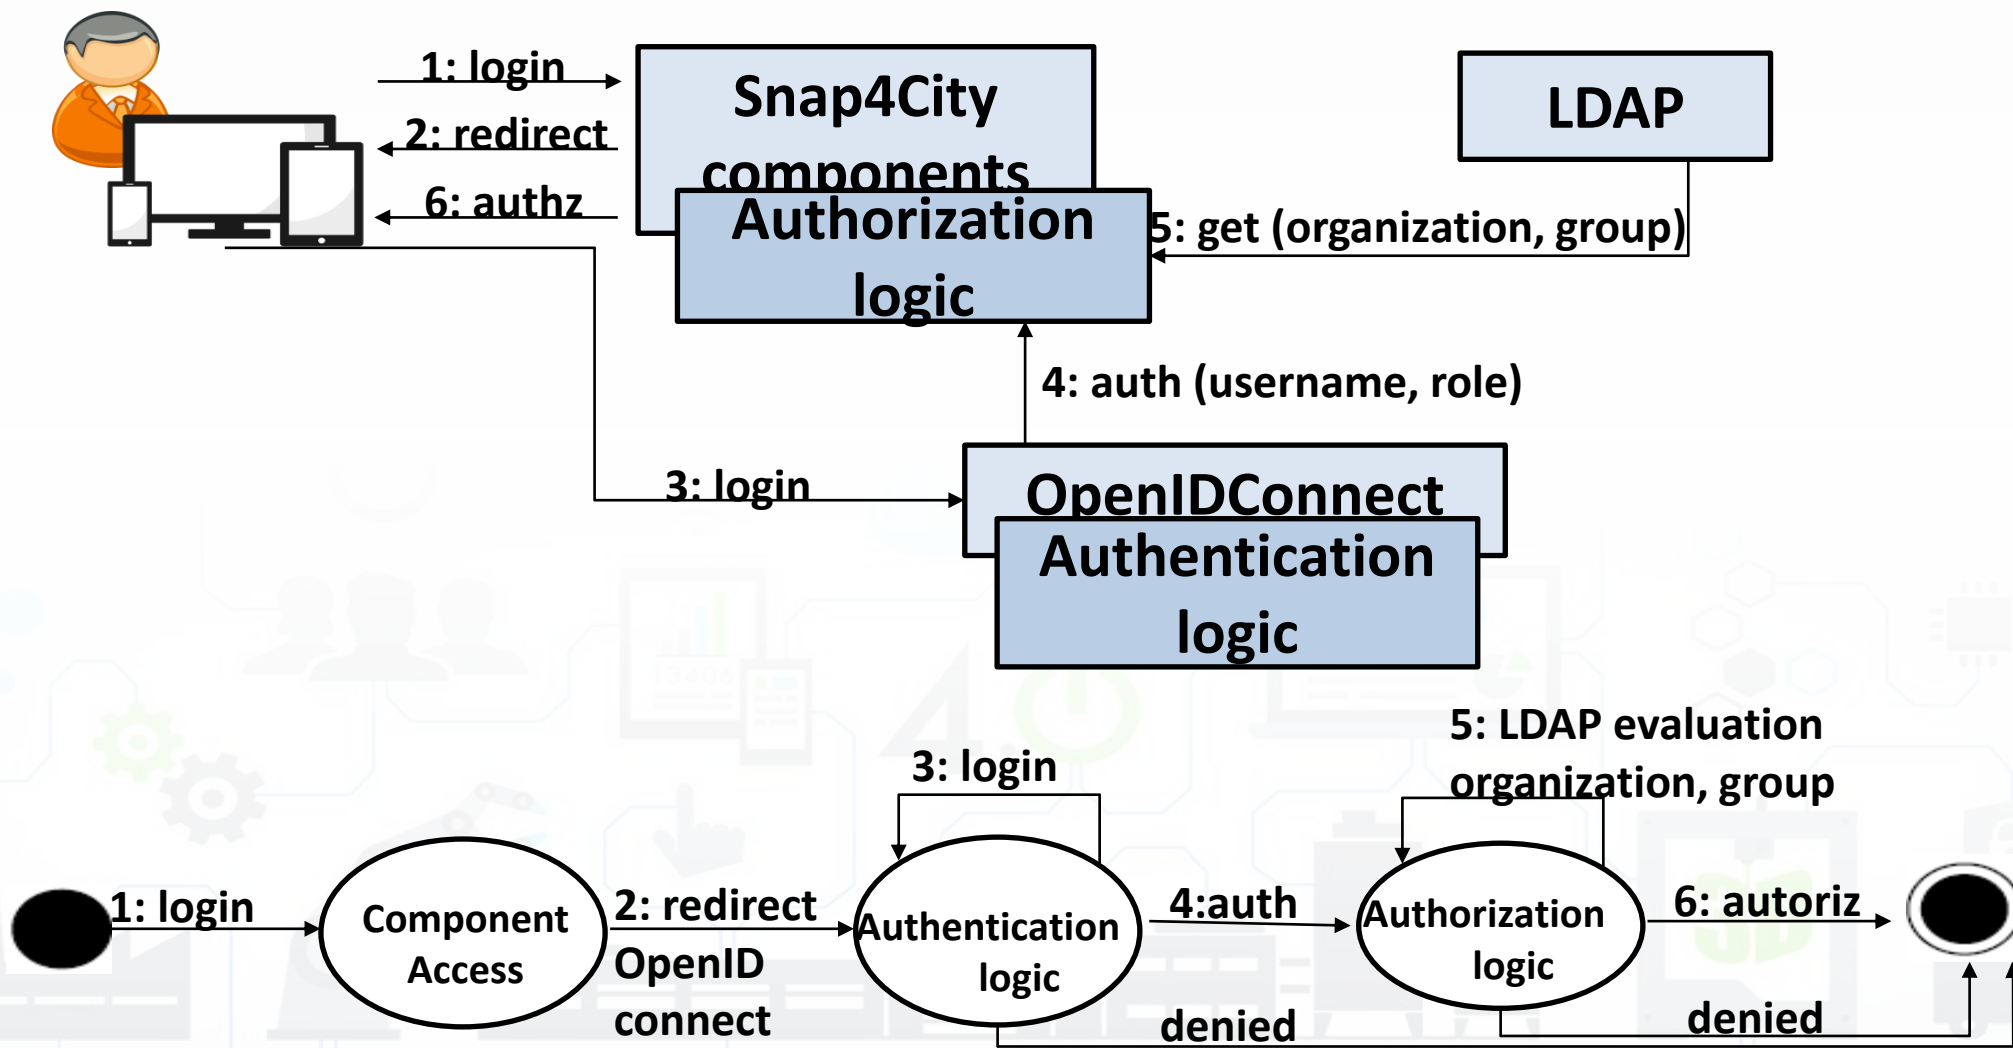 1: login
2: redirect
6: authz
Snap4City
components
Authorization
logic
LDAP
5: get (organization, group)
4: auth (username, role)
3: login
OpenIDConnect
Authentication
logic
5: LDAP evaluation
organization, group
3: login
1: login
Component
Access
2: redirect
OpenID
connect
Authentication
logic
4:auth
Authorization
logic
6: autoriz
denied
denied